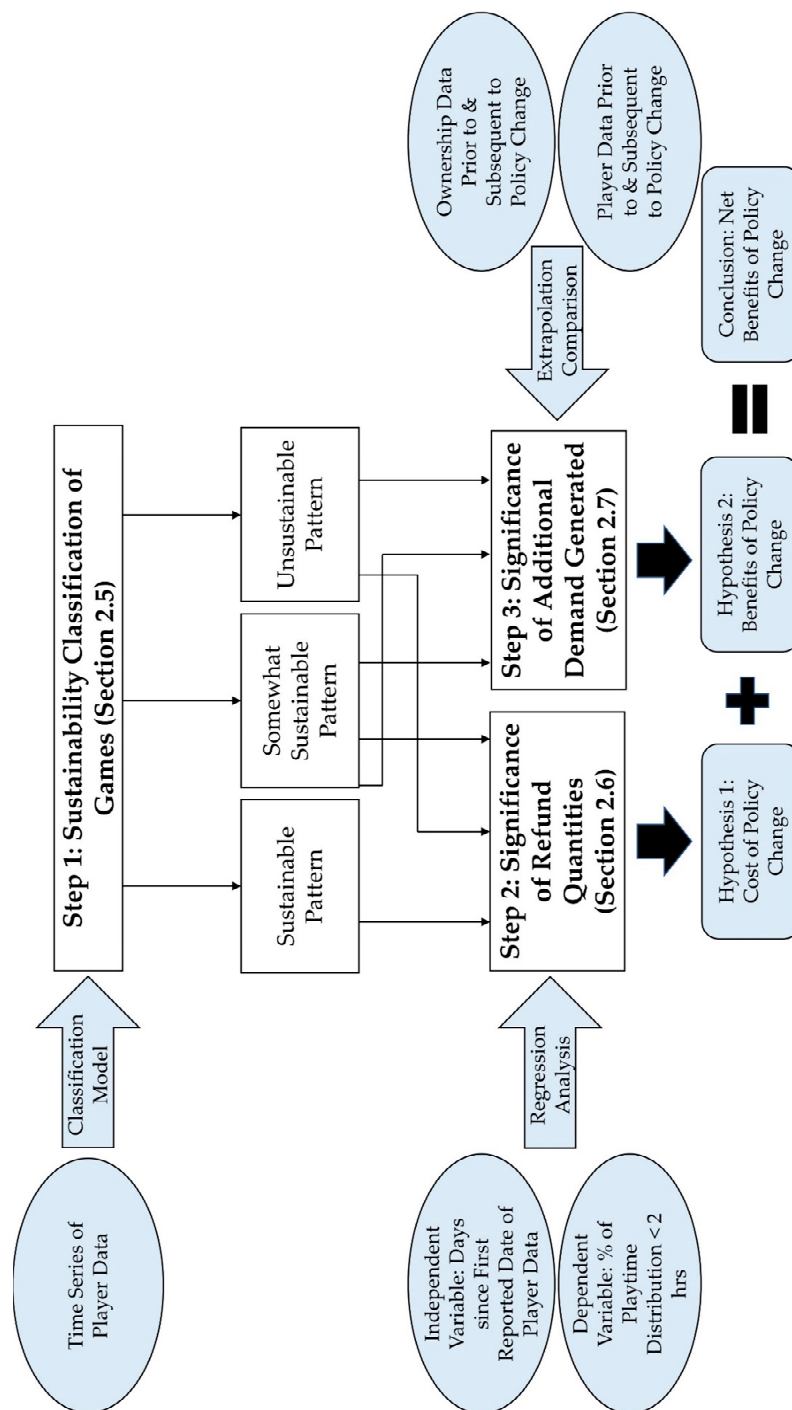 Time Series of
Player Data
Classification
Model
Step 1: Sustainability Classification of
Games (Section 2.5)
Sustainable
Pattern
Somewhat
Sustainable
Pattern
Unsustainable
Pattern
Independent
Variable: Days
since First
Reported Date of
Player Data
Dependent
Variable: % of
Playtime
Distribution < 2
hrs
Regression
Analysis
Step 2: Significance
of Refund
Quantities
(Section 2.6)
Step 3: Significance
of Additional
Demand Generated
(Section 2.7)
Extrapolation
Comparison
Ownership Data
Prior to &
Subsequent to
Policy Change
Player Data Prior
to & Subsequent
to Policy Change
Hypothesis 1:
Cost of Policy
Change
Hypothesis 2:
Benefits of Policy
Change
Conclusion: Net
Benefits of Policy
Change